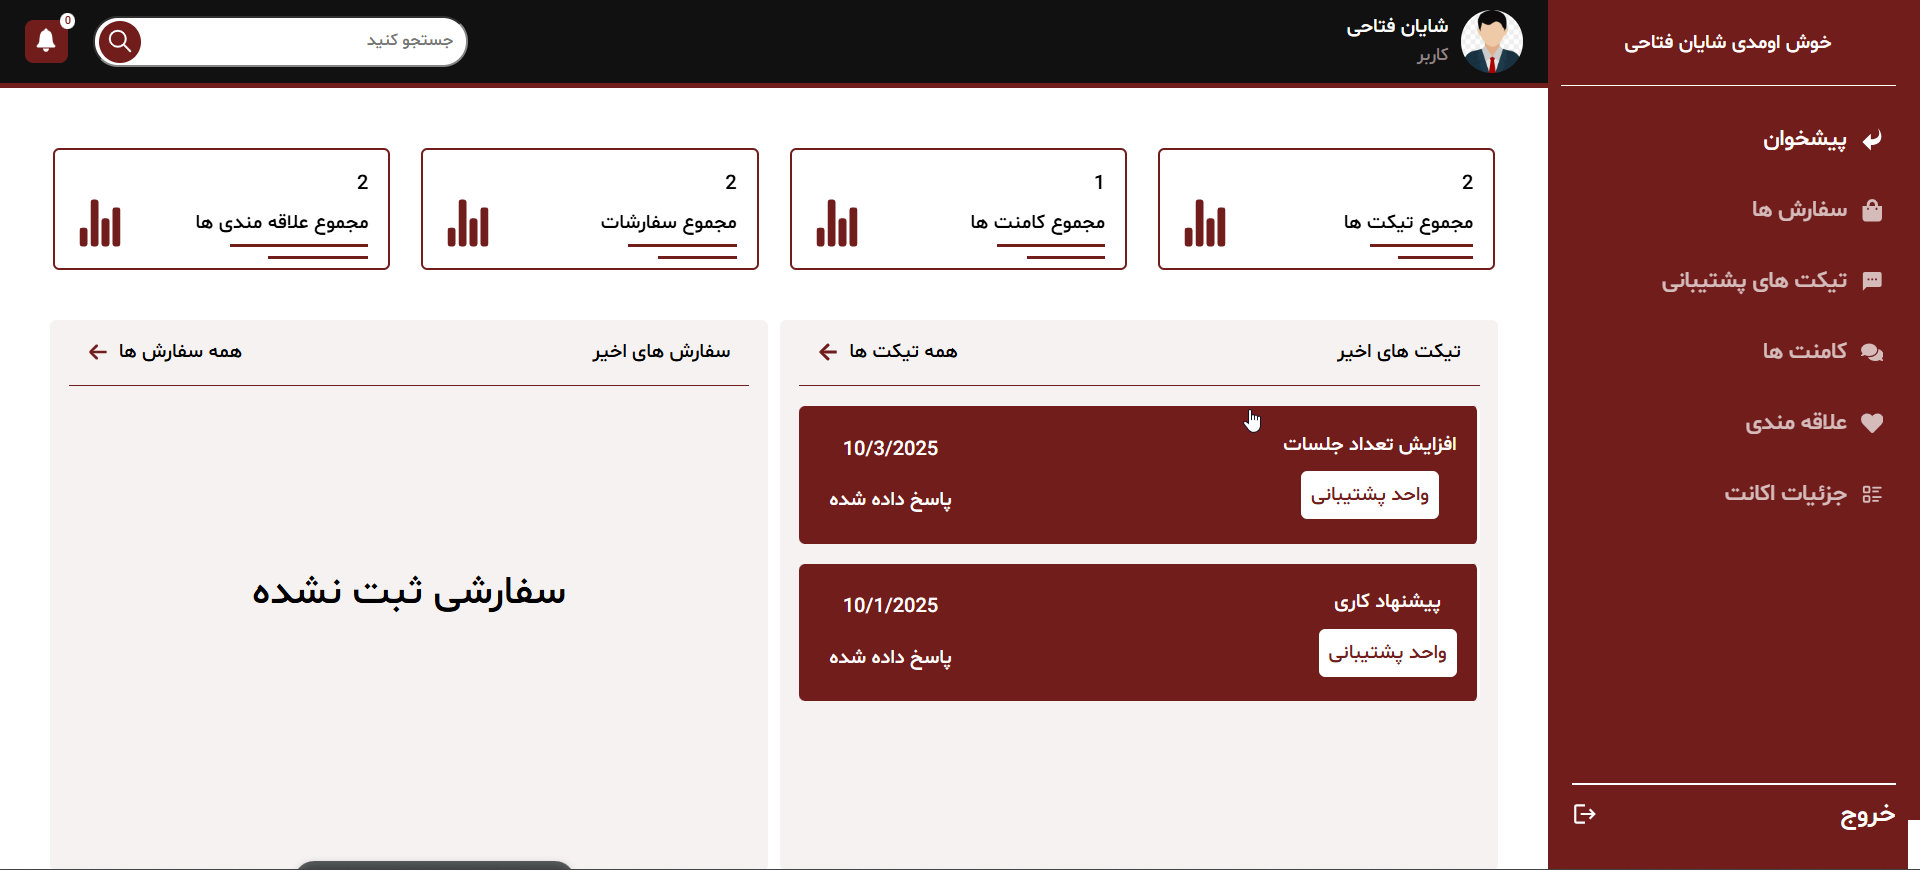 خوش اومدی شایان فتاحی
پیشخوان
سفارش ها
تیکت های پشتیبانی
کامنت ها
علاقه مندی
جزئیات اکانت
خروج
شایان فتاحی
کاربر
جستجو کنید
0
2
مجموع تیکت ها
1
مجموع کامنت ها
2
مجموع سفارشات
2
مجموع علاقه مندی ها
تیکت های اخیر
همه تیکت ها
افزایش تعداد جلسات
واحد پشتیبانی
10/3/2025
پاسخ داده شده
پیشنهاد کاری
واحد پشتیبانی
10/1/2025
پاسخ داده شده
سفارش های اخیر
همه سفارش ها
سفارشی ثبت نشده